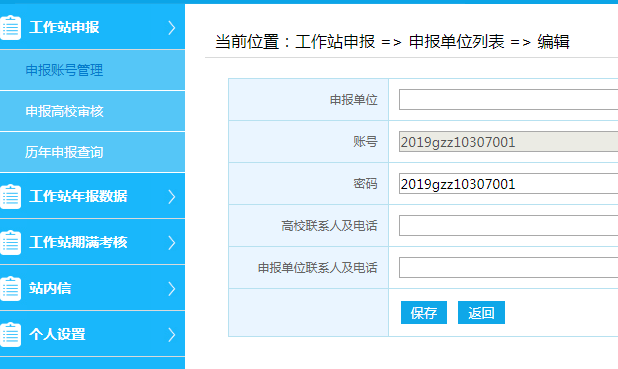 工作站申报
申报账号管理
申报高校审核
历年申报查询
工作站年报数据
工作站期满考核
站内信
个人设置
当前位置：工作站申报 => 申报单位列表 => 编辑
申报单位
账号 2019gzz10307001
密码 2019gzz10307001
高校联系人及电话
申报单位联系人及电话
保存 返回